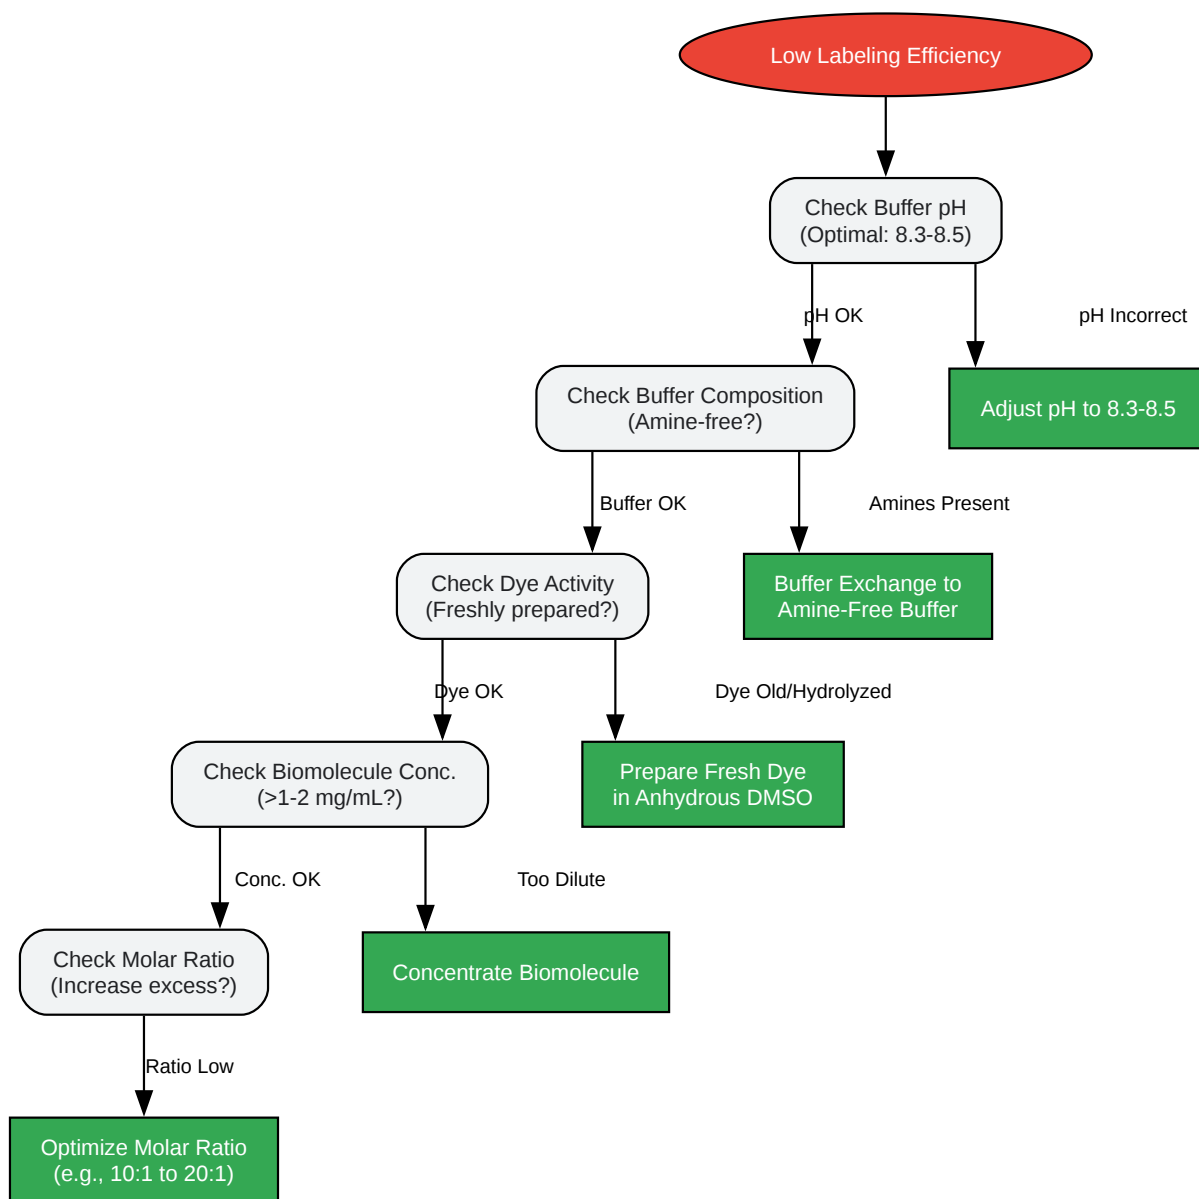 Low Labeling Efficiency
Check Buffer pH
(Optimal: 8.3-8.5)
pH OK
pH Incorrect
Check Buffer Composition
(Amine-free?)
Adjust pH to 8.3-8.5
Buffer OK
Amines Present
Check Dye Activity
(Freshly prepared?)
Buffer Exchange to
Amine-Free Buffer
Dye OK
Dye Old/Hydrolyzed
Check Biomolecule Conc.
(>1-2 mg/mL?)
Prepare Fresh Dye
in Anhydrous DMSO
Conc. OK
Too Dilute
Check Molar Ratio
(Increase excess?)
Concentrate Biomolecule
Ratio Low
Optimize Molar Ratio
(e.g., 10:1 to 20:1)